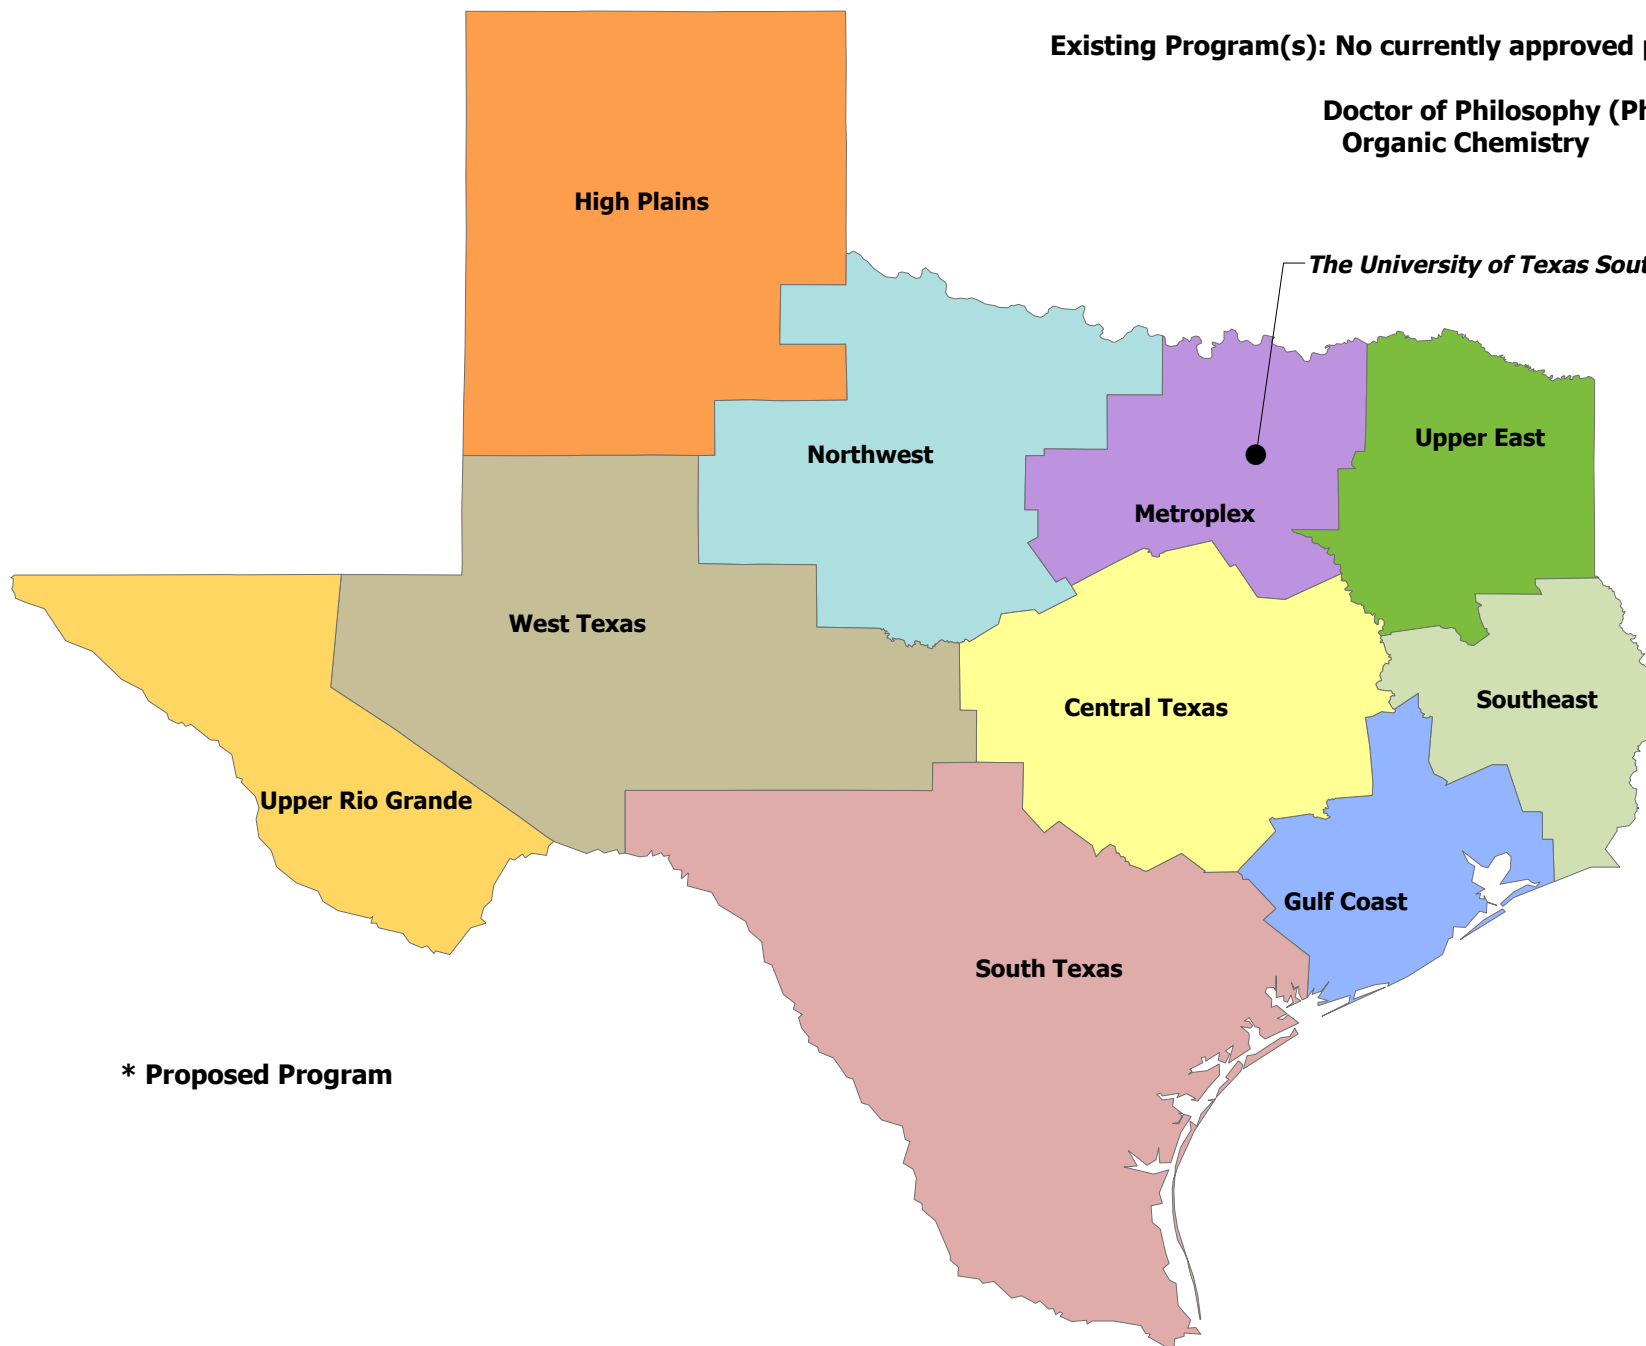 Existing Program(s): No currently approved
Doctor of Philosophy
Organic Chemistry
High Plains
The University of Texas
Upper East
Northwest
Metroplex
West Texas
Southeast
Central Texas
Upper Rio Grande
Gulf Coast
South Texas
* Proposed Program